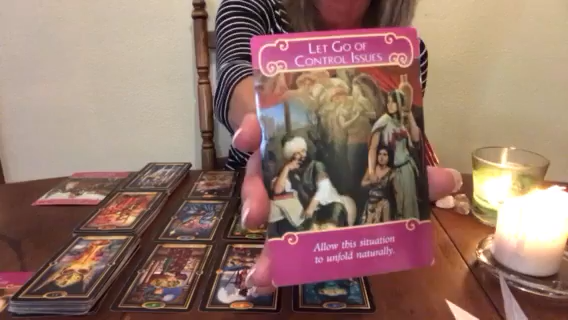 Let Go of
Control Issues
Allow this situation
to unfold naturally.